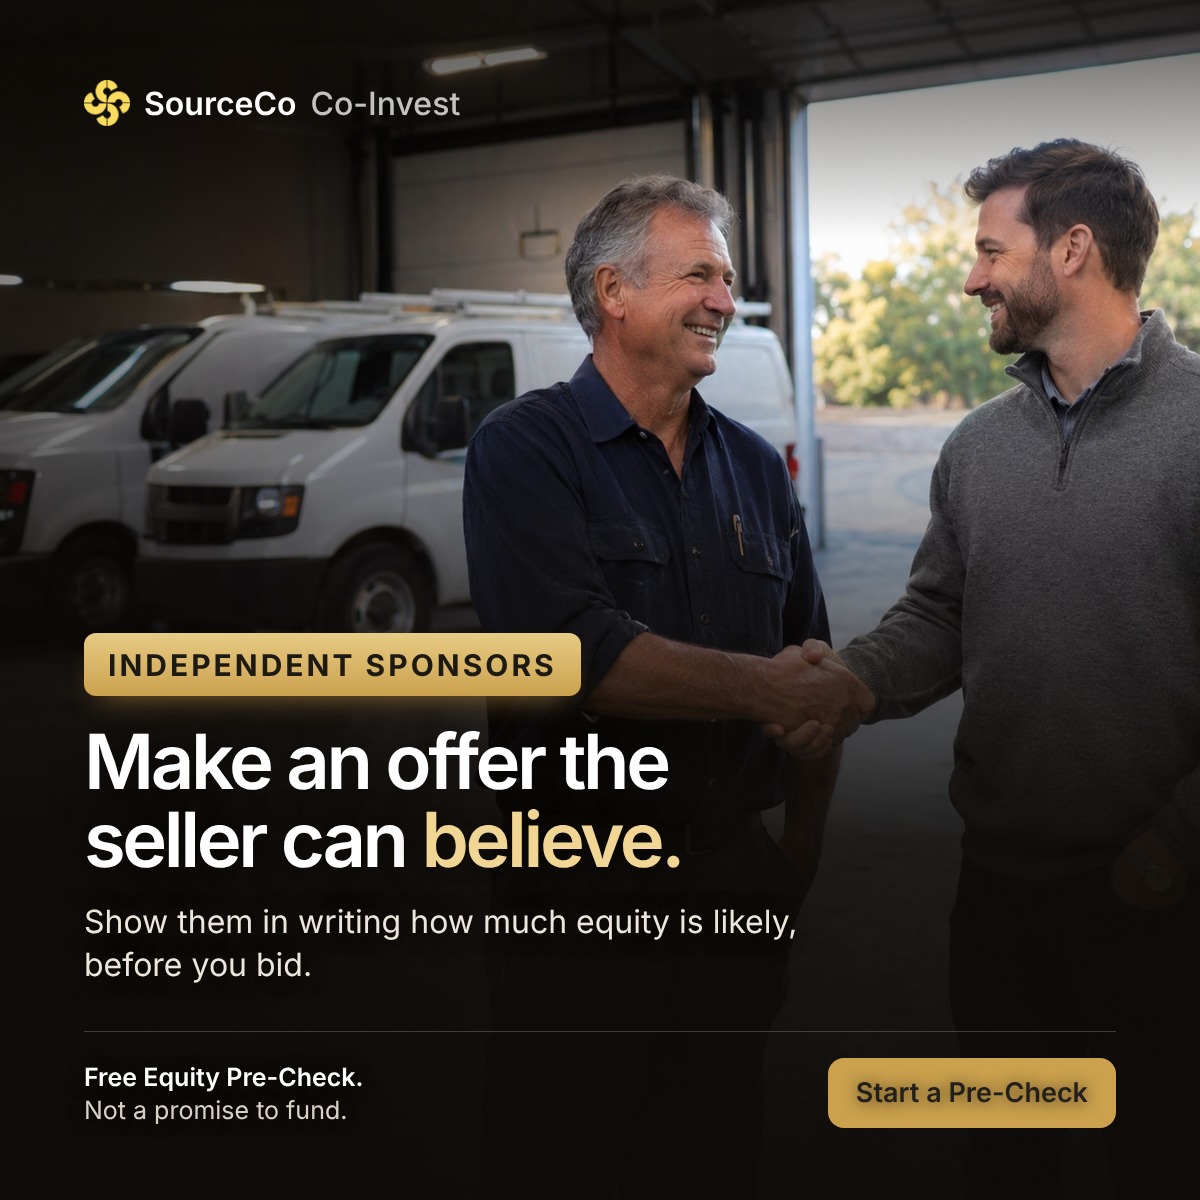 SourceCo Co-Invest
INDEPENDENT SPONSORS
Make an offer the
seller can believe.
Show them in writing how much equity is likely,
before you bid.
Free Equity Pre-Check.
Not a promise to fund.
Start a Pre-Check